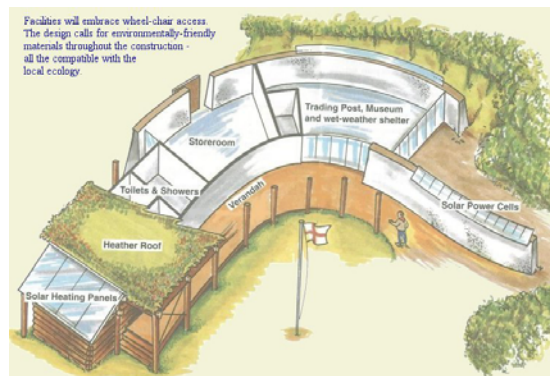 Facilities will embrace wheel-chair access.
The design calls for environmentally-friendly
materials throughout the construction -
all the compatible with the
local ecology.
Trading Post, Museum
and wet-weather shelter
Storeroom
Toilets & Showers
Verandah
Solar Power Cells
Heather Roof
Solar Heating Panels